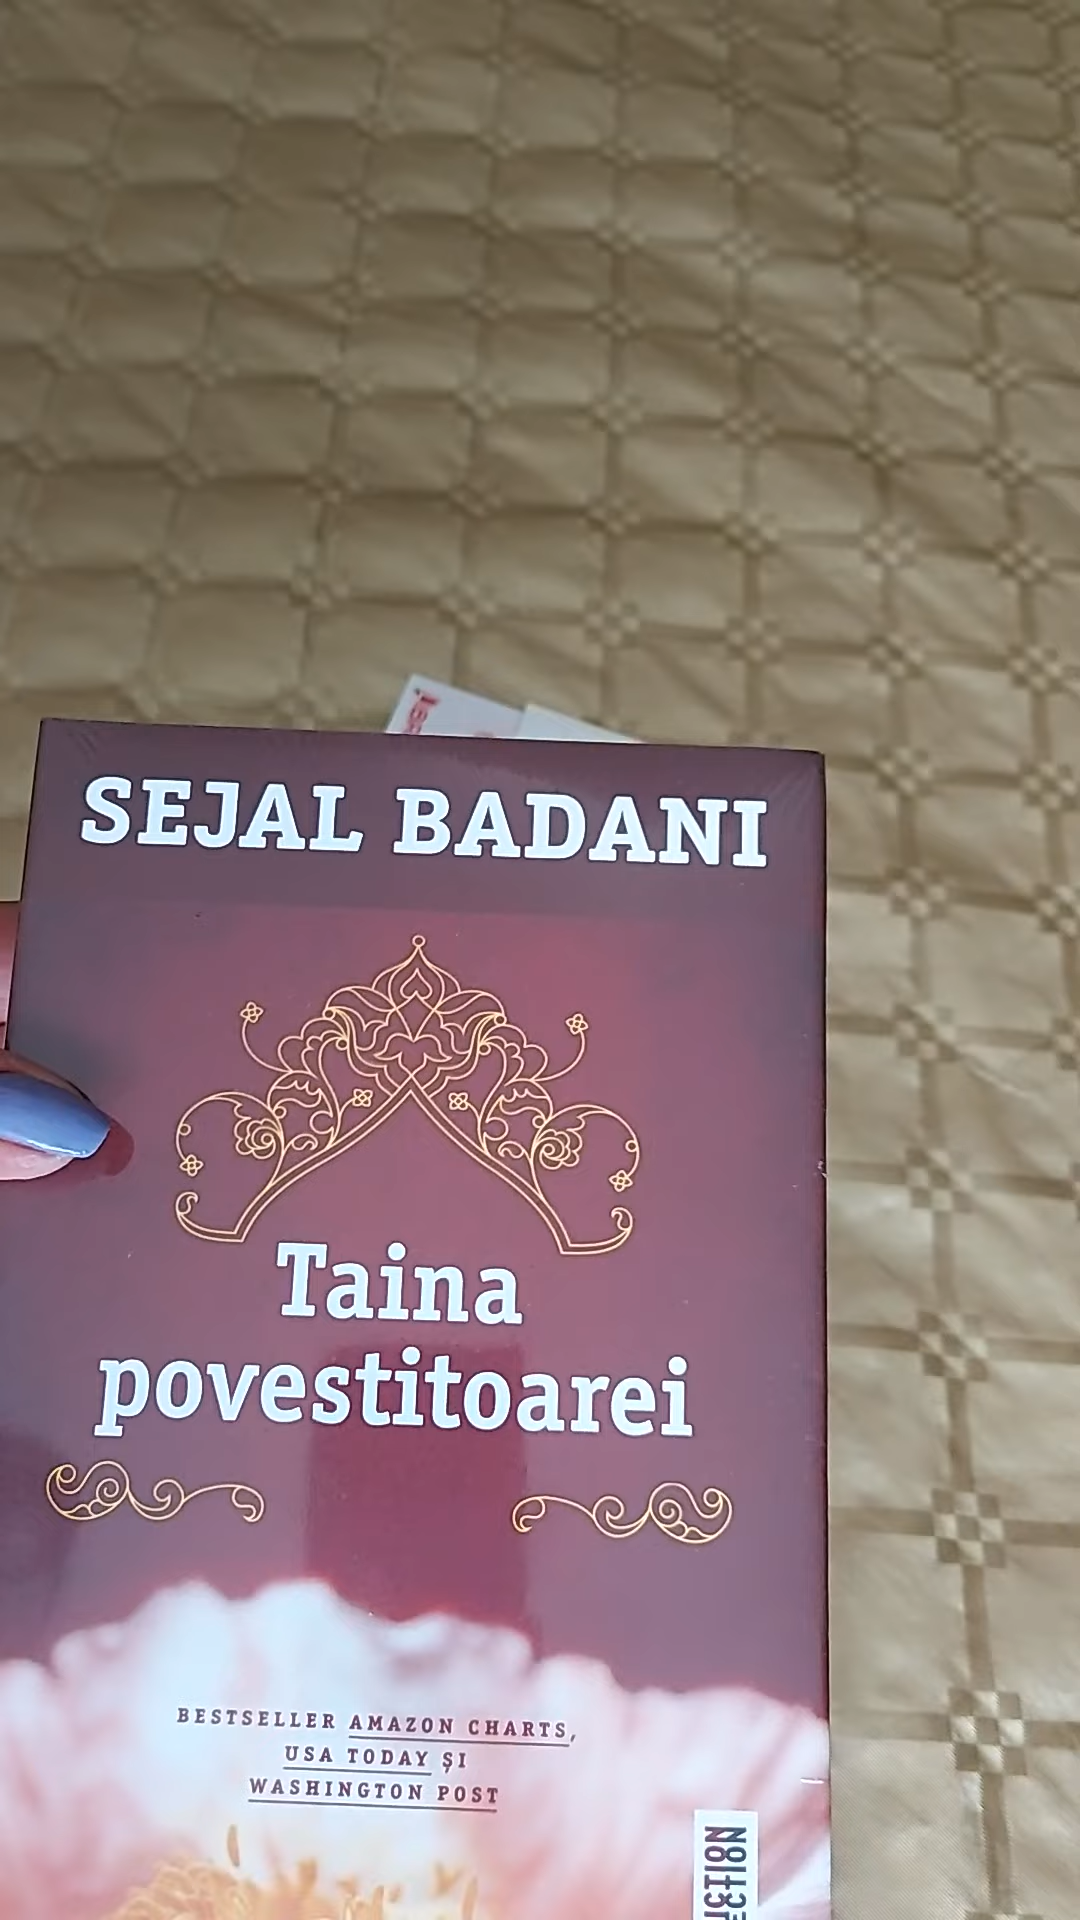 SEJAL BADANI
Taina
povestitoarei
BESTSELLER AMAZON CHARTS,
USA TODAY ȘI
WASHINGTON POST